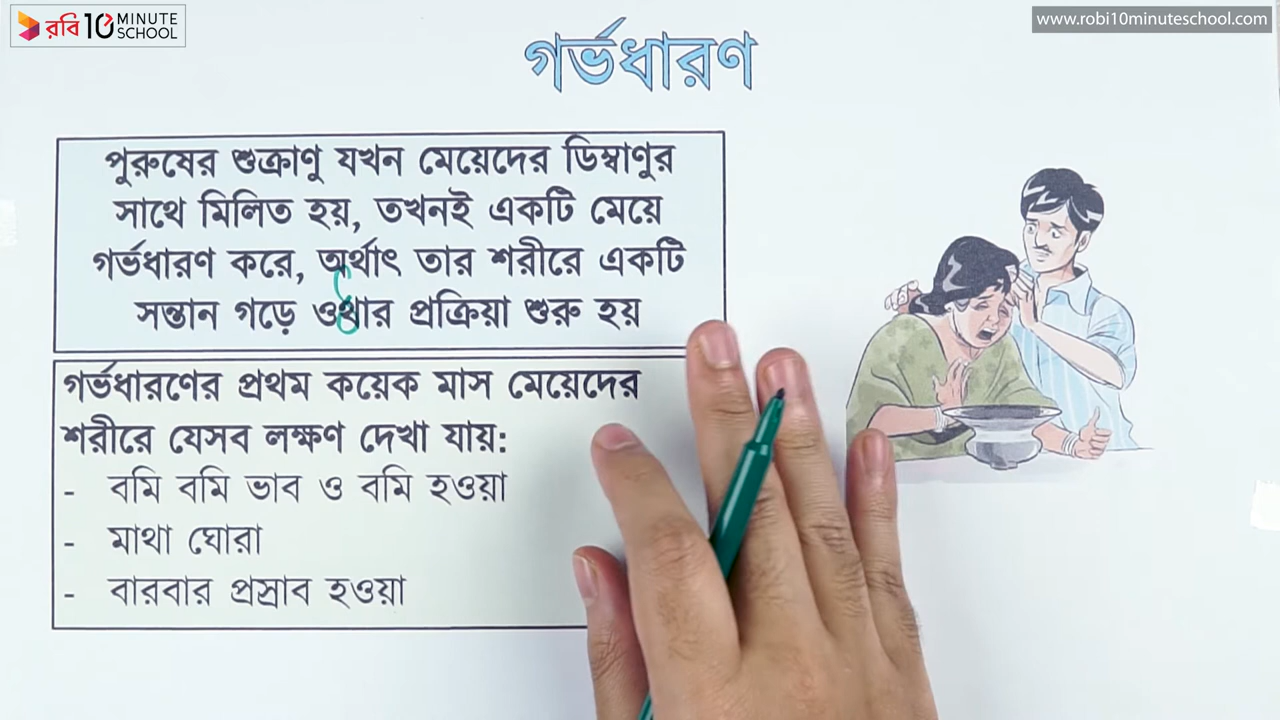 রবি 10 MINUTE SCHOOL
www.robi10minuteschool.com
গর্ভধারণ
পুরুষের শুক্রাণু যখন মেয়েদের ডিম্বাণুর
সাথে মিলিত হয়, তখনই একটি মেয়ে
গর্ভধারণ করে, অর্থাৎ তার শরীরে একটি
সন্তান গড়ে ওথার প্রক্রিয়া শুরু হয়
গর্ভধারণের প্রথম কয়েক মাস মেয়েদের
শরীরে যেসব লক্ষণ দেখা যায়:
- বমি বমি ভাব ও বমি হওয়া
- মাথা ঘোরা
- বারবার প্রস্রাব হওয়া